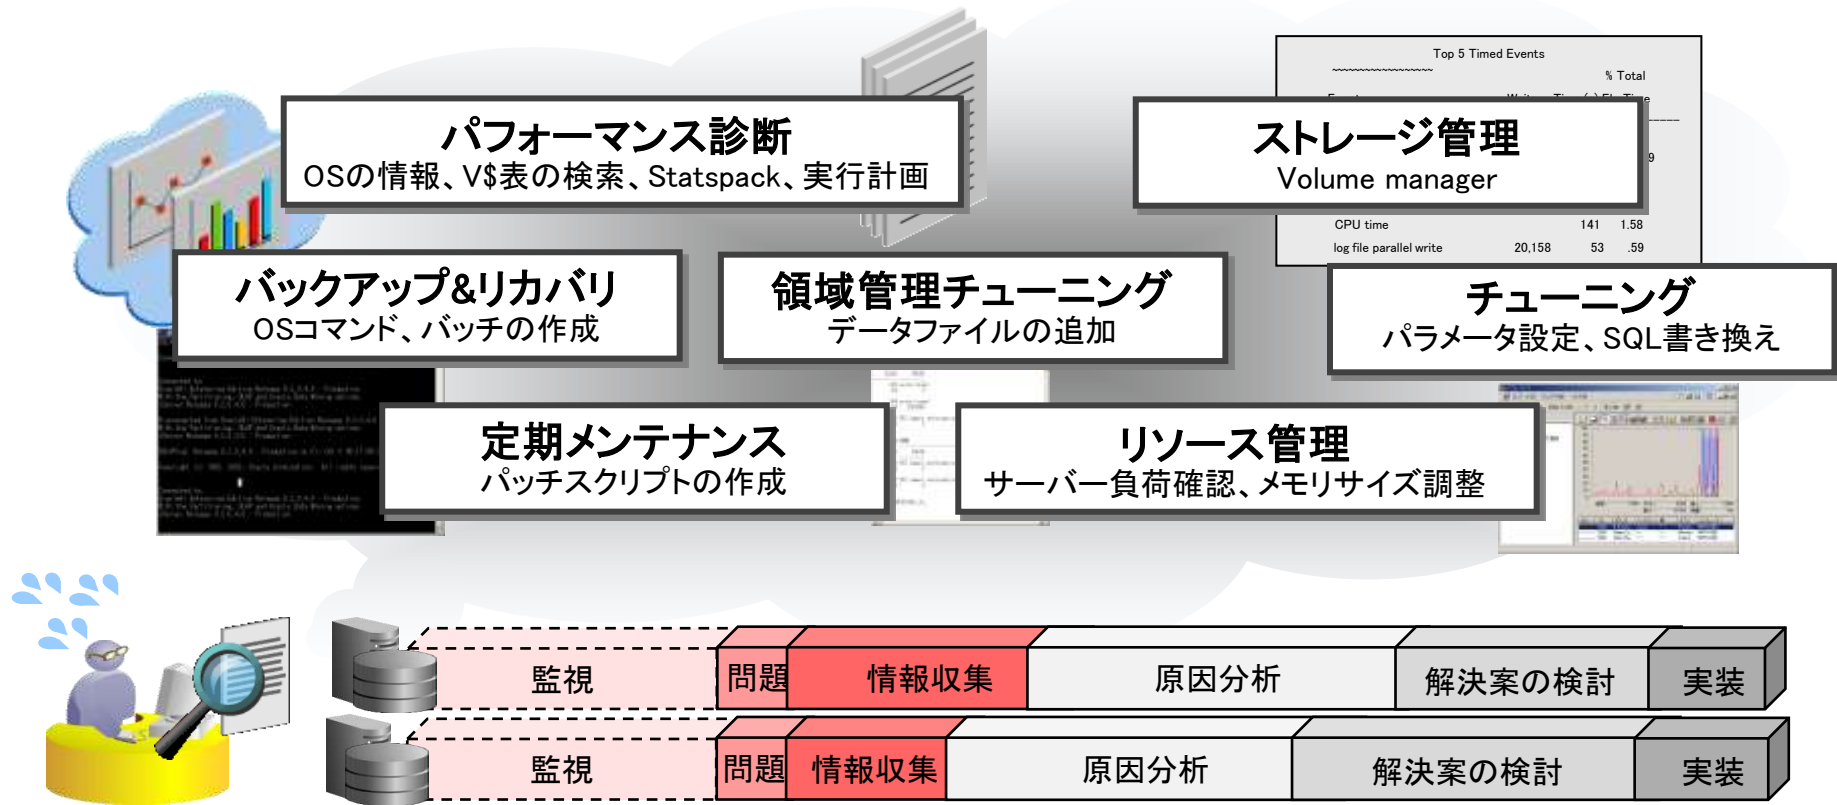 Top 5 Timed Events
~~~~~~~~~~~~~~~~~~
% Total
パフォーマンス診断
OSの情報、V$表の検索、Statspack、実行計画
ストレージ管理
Volume manager
CPU time 141 1.58
log file parallel write 20,158 53 .59
バックアップ&リカバリ
OSコマンド、バッチの作成
領域管理チューニング
データファイルの追加
チューニング
パラメータ設定、SQL書き換え
定期メンテナンス
パッチスクリプトの作成
リソース管理
サーバー負荷確認、メモリサイズ調整
監視 問題 情報収集 原因分析 解決案の検討 実装
監視 問題 情報収集 原因分析 解決案の検討 実装